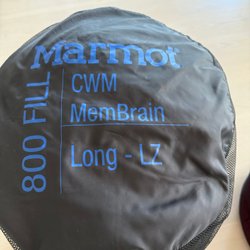 Marmot
800 FILL
CWM
MemBrain
Long - LZ